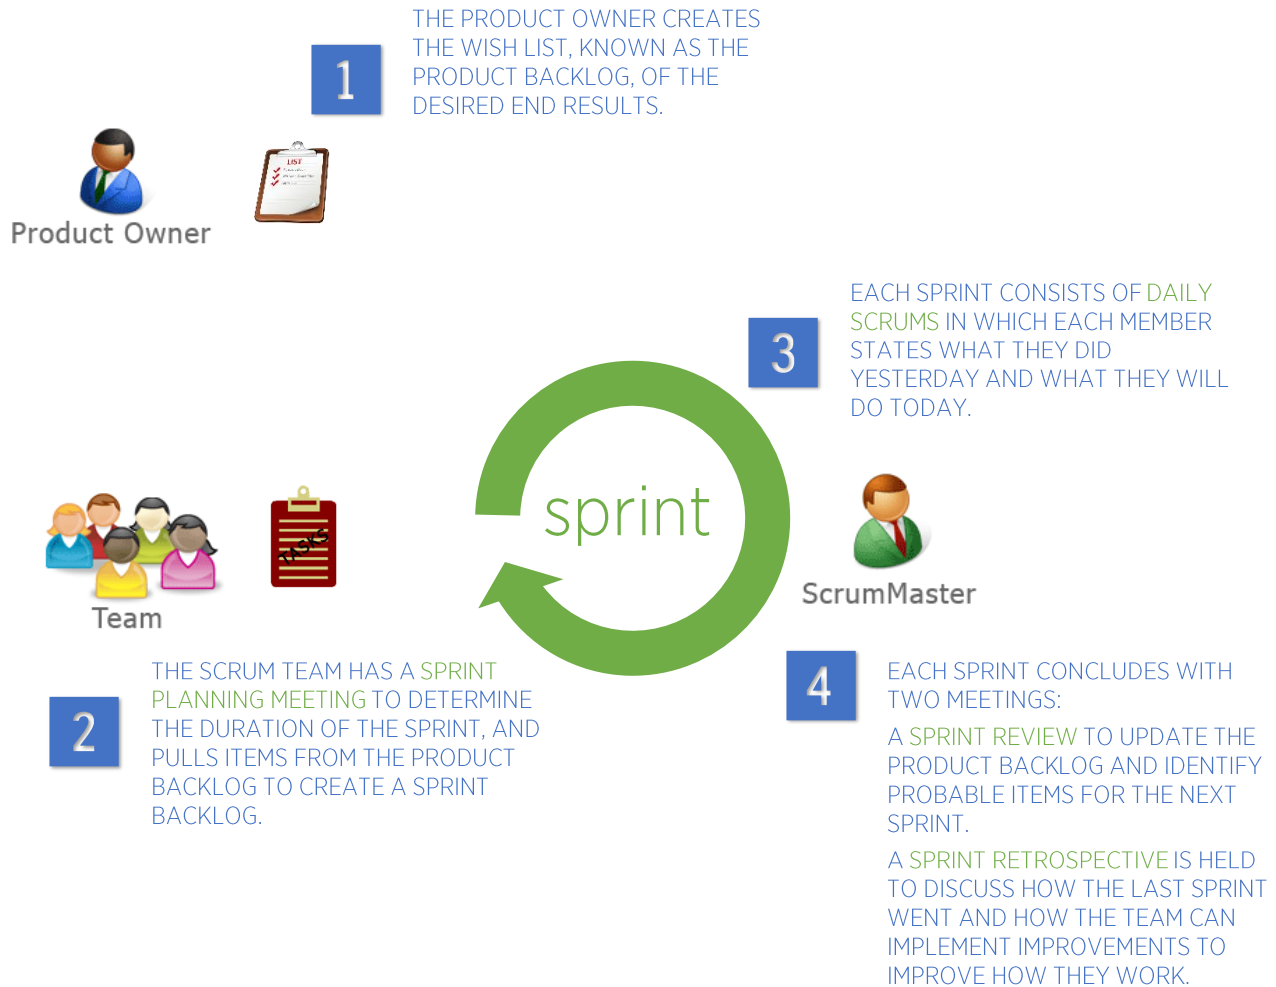 THE PRODUCT OWNER CREATES
THE WISH LIST, KNOWN AS THE
PRODUCT BACKLOG, OF THE
DESIRED END RESULTS.
1
LIST
Product Owner
EACH SPRINT CONSISTS OF DAILY
SCRUMS IN WHICH EACH MEMBER
STATES WHAT THEY DID
YESTERDAY AND WHAT THEY WILL
DO TODAY.
3
sprint
TASKS
ScrumMaster
Team
THE SCRUM TEAM HAS A SPRINT
PLANNING MEETING TO DETERMINE
THE DURATION OF THE SPRINT, AND
PULLS ITEMS FROM THE PRODUCT
BACKLOG TO CREATE A SPRINT
BACKLOG.
2
4
EACH SPRINT CONCLUDES WITH
TWO MEETINGS:
A SPRINT REVIEW TO UPDATE THE
PRODUCT BACKLOG AND IDENTIFY
PROBABLE ITEMS FOR THE NEXT
SPRINT.
A SPRINT RETROSPECTIVE IS HELD
TO DISCUSS HOW THE LAST SPRINT
WENT AND HOW THE TEAM CAN
IMPLEMENT IMPROVEMENTS TO
IMPROVE HOW THEY WORK.